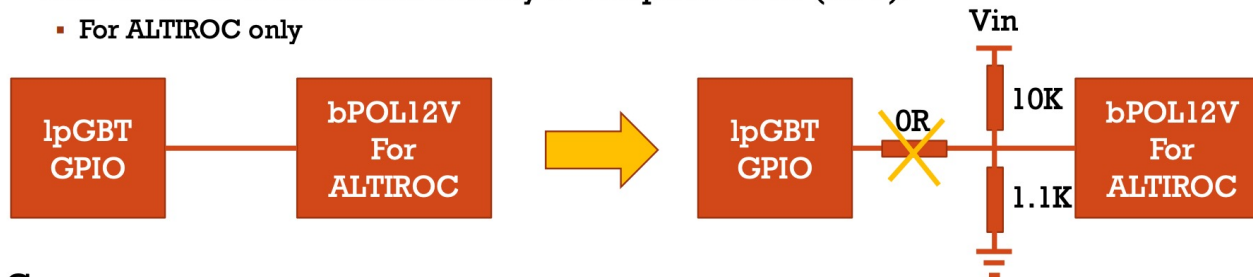 ▪ For ALTIROC only
lpGBT
GPIO
bPOL12V
For
ALTIROC
lpGBT
GPIO
0R
Vin
10K
1.1K
bPOL12V
For
ALTIROC